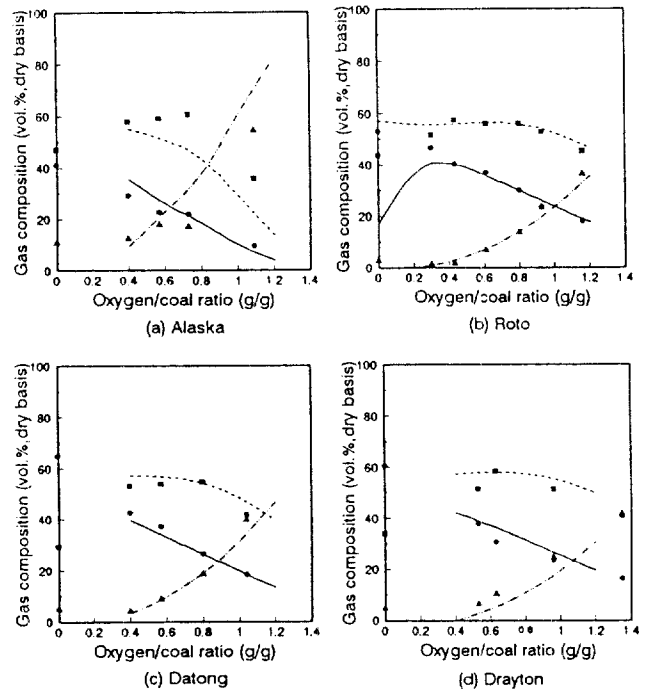 Gas composition (vol.%, dry basis)
100
80
60
40
20
0
0 0.2 0.4 0.6 0.8 1 1.2 1.4
Oxygen/coal ratio (g/g)
(a) Alaska
Gas composition (vol.%, dry basis)
100
80
60
40
20
0
0 0.2 0.4 0.6 0.8 1 1.2 1.4
Oxygen/coal ratio (g/g)
(b) Roto
Gas composition (vol.%, dry basis)
100
80
60
40
20
0
0 0.2 0.4 0.6 0.8 1 1.2 1.4
Oxygen/coal ratio (g/g)
(c) Datong
Gas composition (vol.%, dry basis)
100
80
60
40
20
0
0 0.2 0.4 0.6 0.8 1 1.2 1.4
Oxygen/coal ratio (g/g)
(d) Drayton